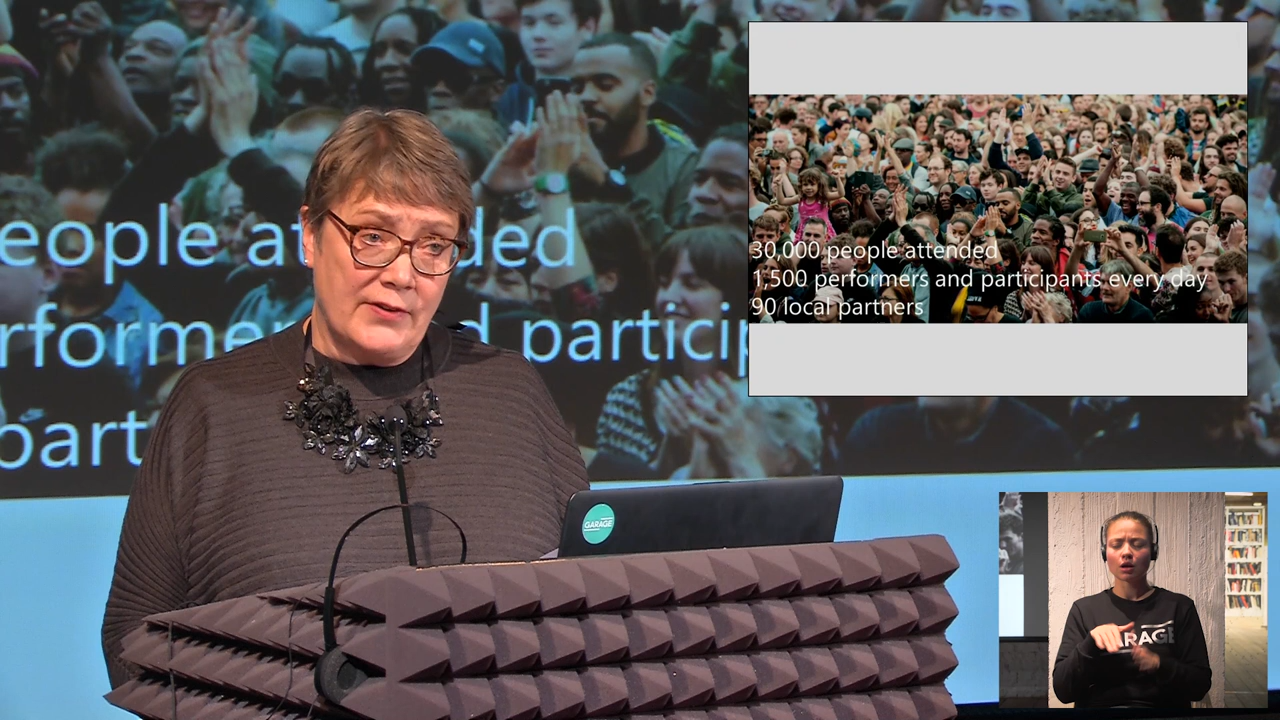 eople attended
rformers and particip
part
30,000 people attended
1,500 performers and participants every day
90 local partners
GARAGE
GARAGE